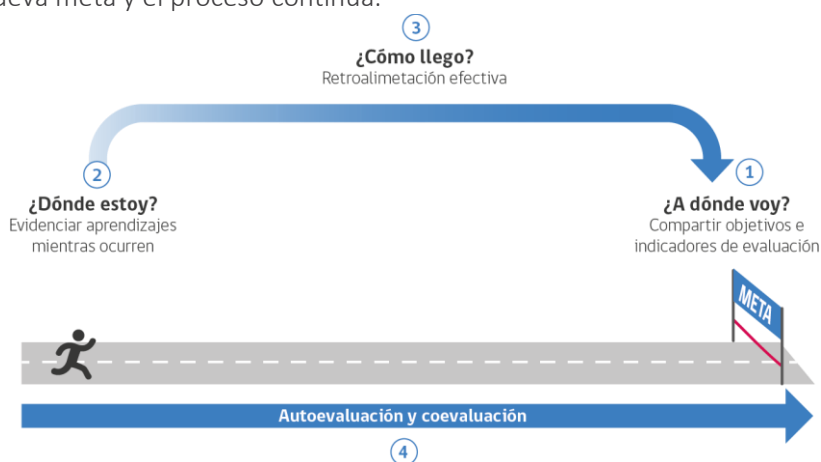 ueva meta y el proceso continúa.
3
¿Cómo llego?
Retroalimetación efectiva
2
¿Dónde estoy?
Evidenciar aprendizajes
mientras ocurren
1
¿A dónde voy?
Compartir objetivos e
indicadores de evaluación
META
Autoevaluación y coevaluación
4